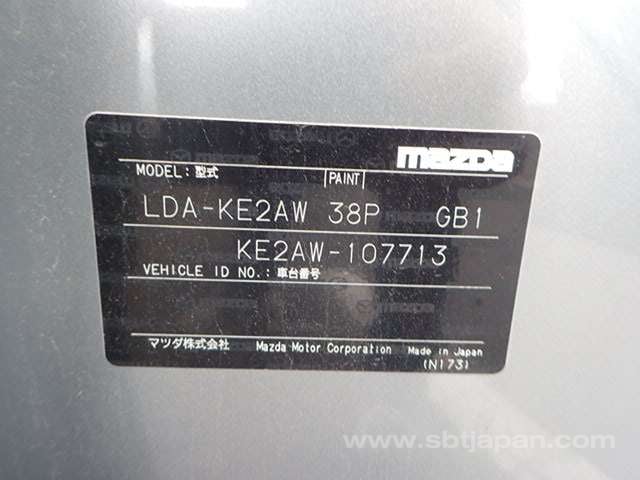 mazda
MODEL: 型式 |PAINT|
LDA-KE2AW 38P GB1
KE2AW-107713
VEHICLE ID NO.: 車台番号
マツダ株式会社 Mazda Motor Corporation Made in Japan
(N173)
www.sbtjapan.com